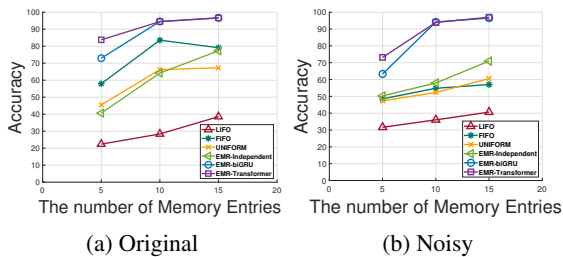 100
90
80
70
60
50
40
30
20
10
0
Accuracy
LIFO
FIFO
UNIFORM
EMR-Independent
EMR-biGRU
EMR-Transformer
0 5 10 15 20
The number of Memory Entries
(a) Original
100
90
80
70
60
50
40
30
20
10
0
Accuracy
LIFO
FIFO
UNIFORM
EMR-Independent
EMR-biGRU
EMR-Transformer
0 5 10 15 20
The number of Memory Entries
(b) Noisy